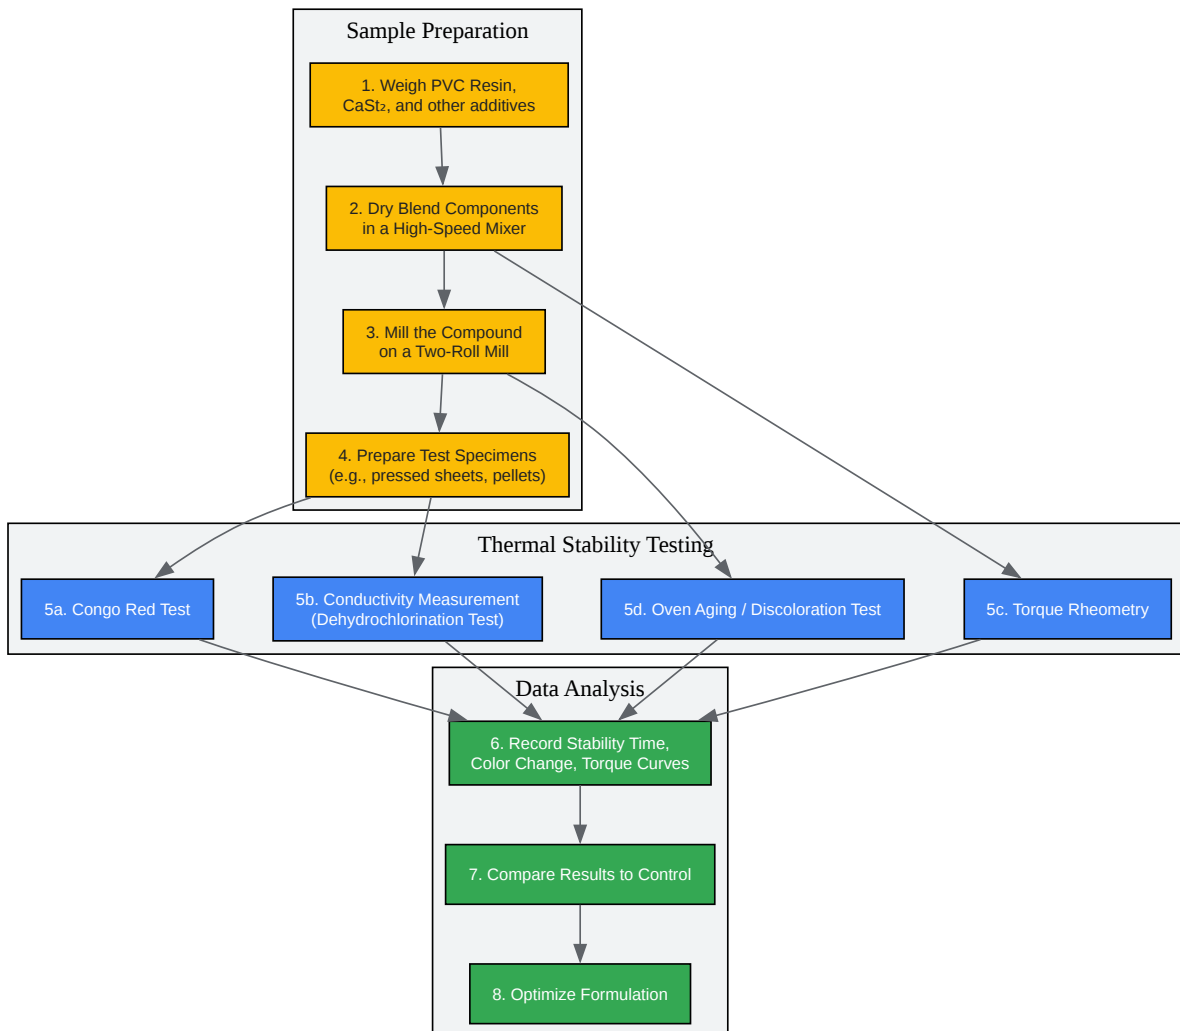 Sample Preparation
1. Weigh PVC Resin,
CaSt₂, and other additives
2. Dry Blend Components
in a High-Speed Mixer
3. Mill the Compound
on a Two-Roll Mill
4. Prepare Test Specimens
(e.g., pressed sheets, pellets)
Thermal Stability Testing
5a. Congo Red Test
5b. Conductivity Measurement
(Dehydrochlorination Test)
5d. Oven Aging / Discoloration Test
5c. Torque Rheometry
Data Analysis
6. Record Stability Time,
Color Change, Torque Curves
7. Compare Results to Control
8. Optimize Formulation